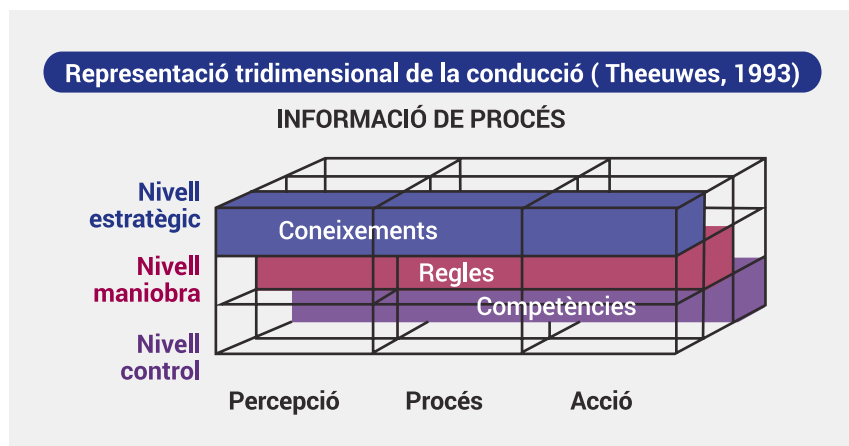 Representació tridimensional de la conducció ( Theeuwes, 1993)
INFORMACIÓ DE PROCÉS
Nivell
estratègic
Coneixements
Nivell
maniobra
Regles
Competències
Nivell
control
Percepció
Procés
Acció